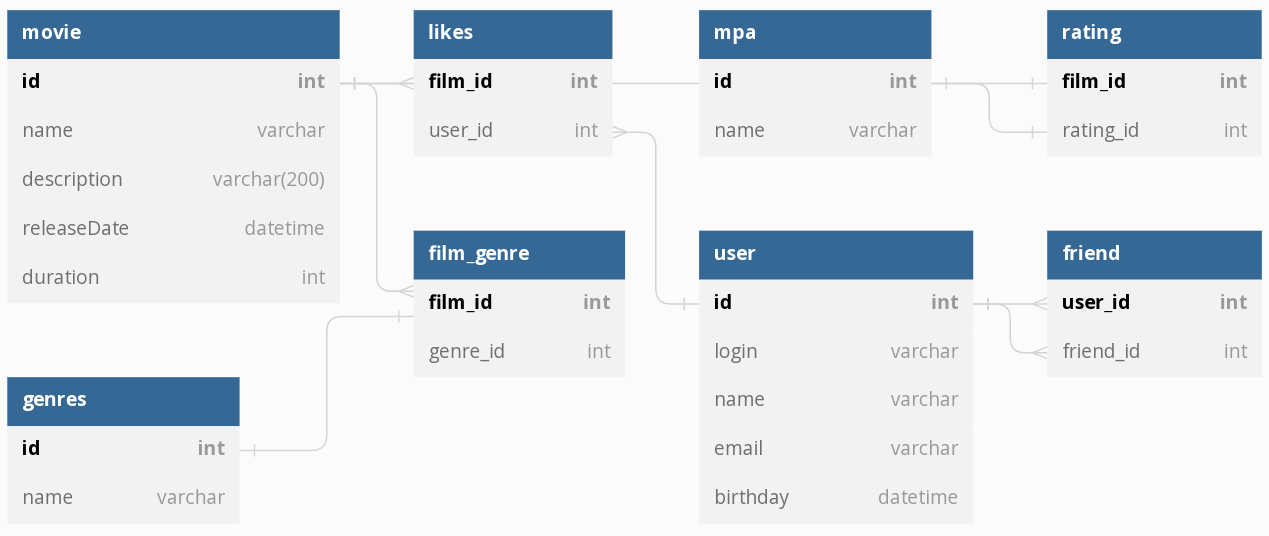 movie
id int
name varchar
description varchar(200)
releaseDate datetime
duration int
likes
film_id int
user_id int
mpa
id int
name varchar
rating
film_id int
rating_id int
film_genre
film_id int
genre_id int
user
id int
login varchar
name varchar
email varchar
birthday datetime
friend
user_id int
friend_id int
genres
id int
name varchar